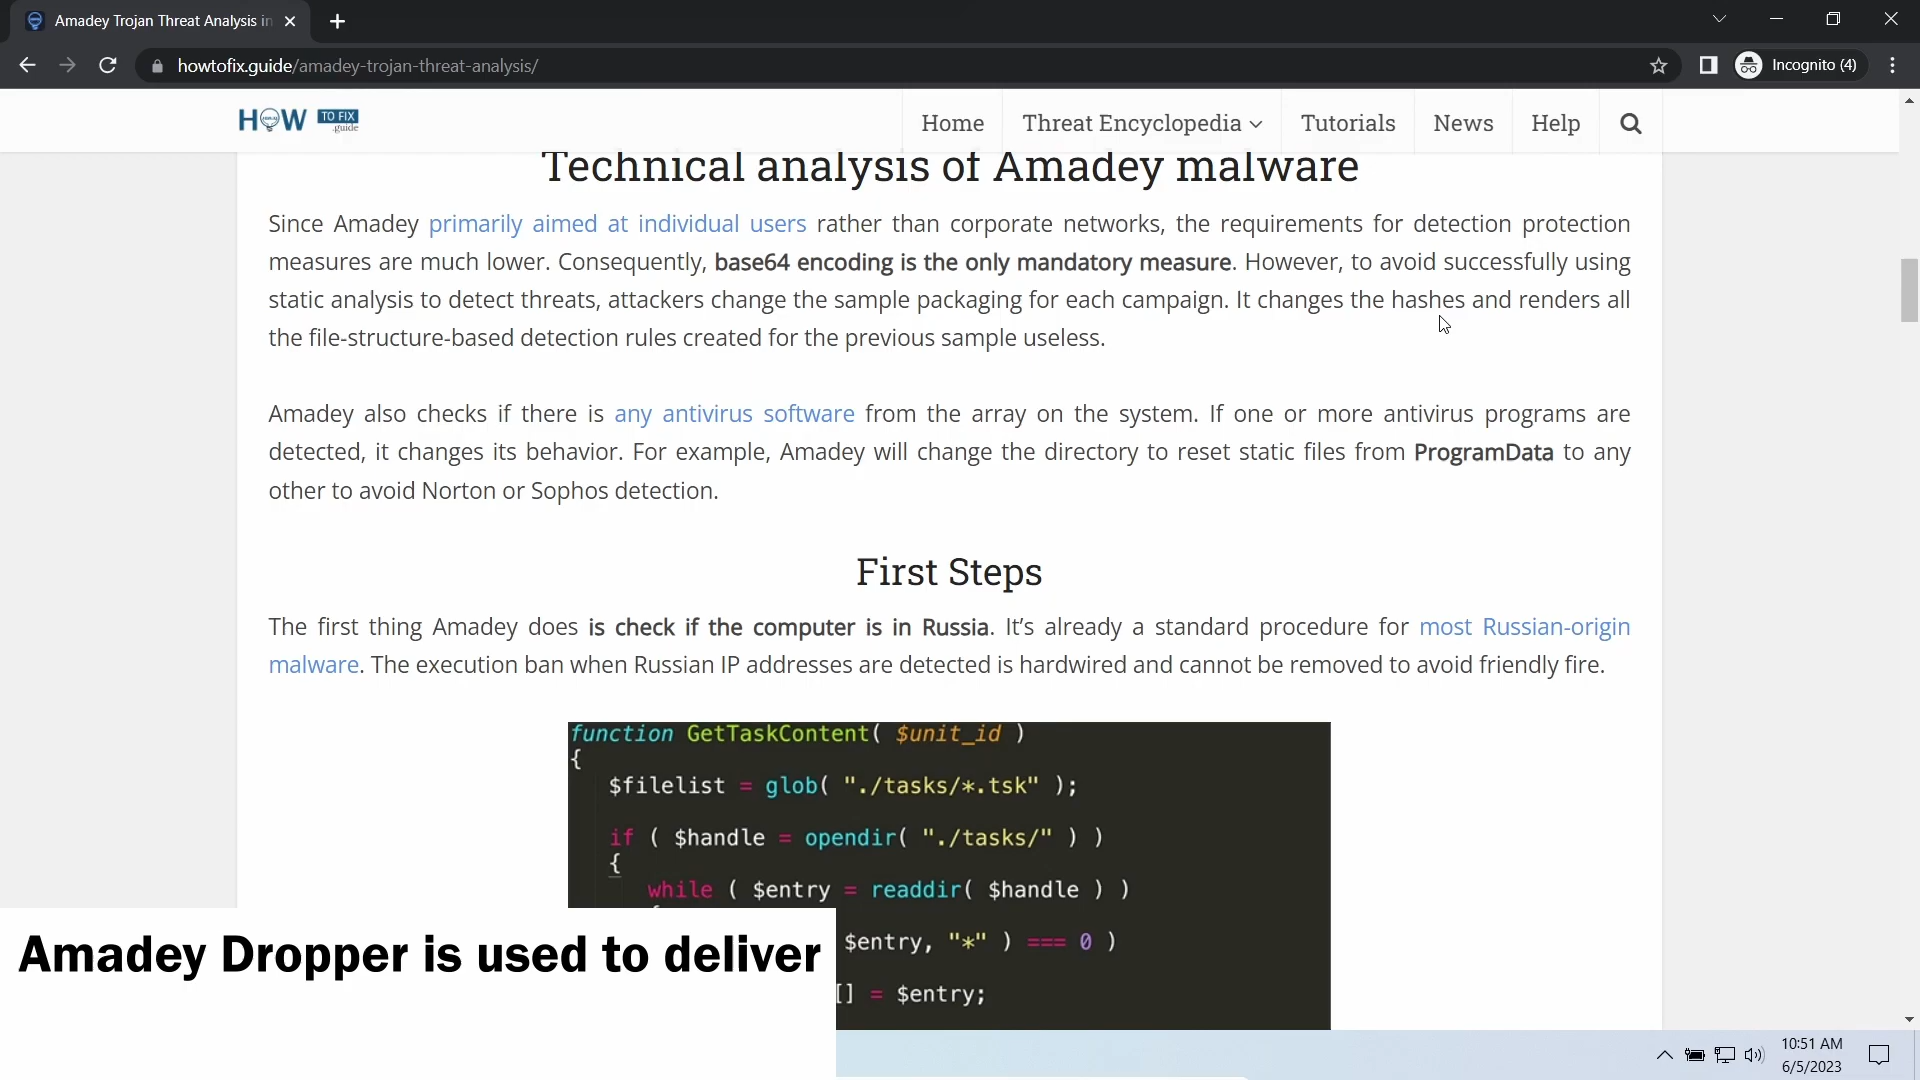 Amadey Trojan Threat Analysis in
howtofix.guide/amadey-trojan-threat-analysis/
Incognito (4)
HOW TO FIX .guide
Home Threat Encyclopedia Tutorials News Help
Technical analysis of Amadey malware
Since Amadey primarily aimed at individual users rather than corporate networks, the requirements for detection protection
measures are much lower. Consequently, base64 encoding is the only mandatory measure. However, to avoid successfully using
static analysis to detect threats, attackers change the sample packaging for each campaign. It changes the hashes and renders all
the file-structure-based detection rules created for the previous sample useless.
Amadey also checks if there is any antivirus software from the array on the system. If one or more antivirus programs are
detected, it changes its behavior. For example, Amadey will change the directory to reset static files from ProgramData to any
other to avoid Norton or Sophos detection.
First Steps
The first thing Amadey does is check if the computer is in Russia. It’s already a standard procedure for most Russian-origin
malware. The execution ban when Russian IP addresses are detected is hardwired and cannot be removed to avoid friendly fire.
function GetTaskContent( $unit_id )
{
$filelist = glob( "./tasks/*.tsk" );
if ( $handle = opendir( "./tasks/" ) )
{
while ( $entry = readdir( $handle ) )
$entry, "*" ) === 0 )
[] = $entry;
Amadey Dropper is used to deliver
10:51 AM
6/5/2023